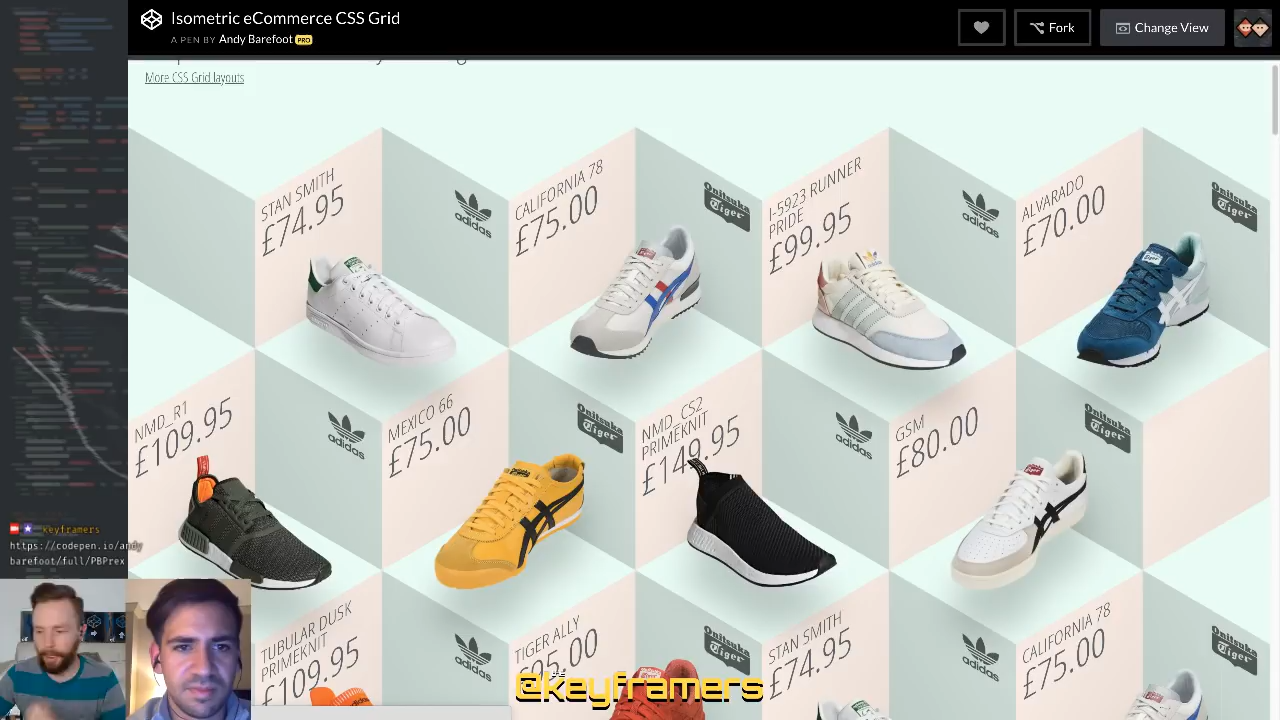 Isometric eCommerce CSS Grid
A PEN BY Andy Barefoot PRO
Fork
Change View
More CSS Grid layouts
STAN SMITH
£74.95
adidas
CALIFORNIA 78
£75.00
Onitsuka
Tiger
I-5923 RUNNER
PRIDE
£99.95
adidas
ALVARADO
£70.00
Onitsuka
Tiger
NMD_R1
£109.95
adidas
MEXICO 66
£75.00
Onitsuka
Tiger
NMD_CS2
PRIMEKNIT
£149.95
adidas
GSM
£80.00
Onitsuka
Tiger
keyframers
https://codepen.io/andy
barefoot/full/PBPrex
TUBULAR DUSK
PRIMEKNIT
£109.95
adidas
TIGER ALLY
£95.00
Onitsuka
Tiger
STAN SMITH
£74.95
adidas
CALIFORNIA 78
£75.00
Onitsuka
Tiger
@keyframers